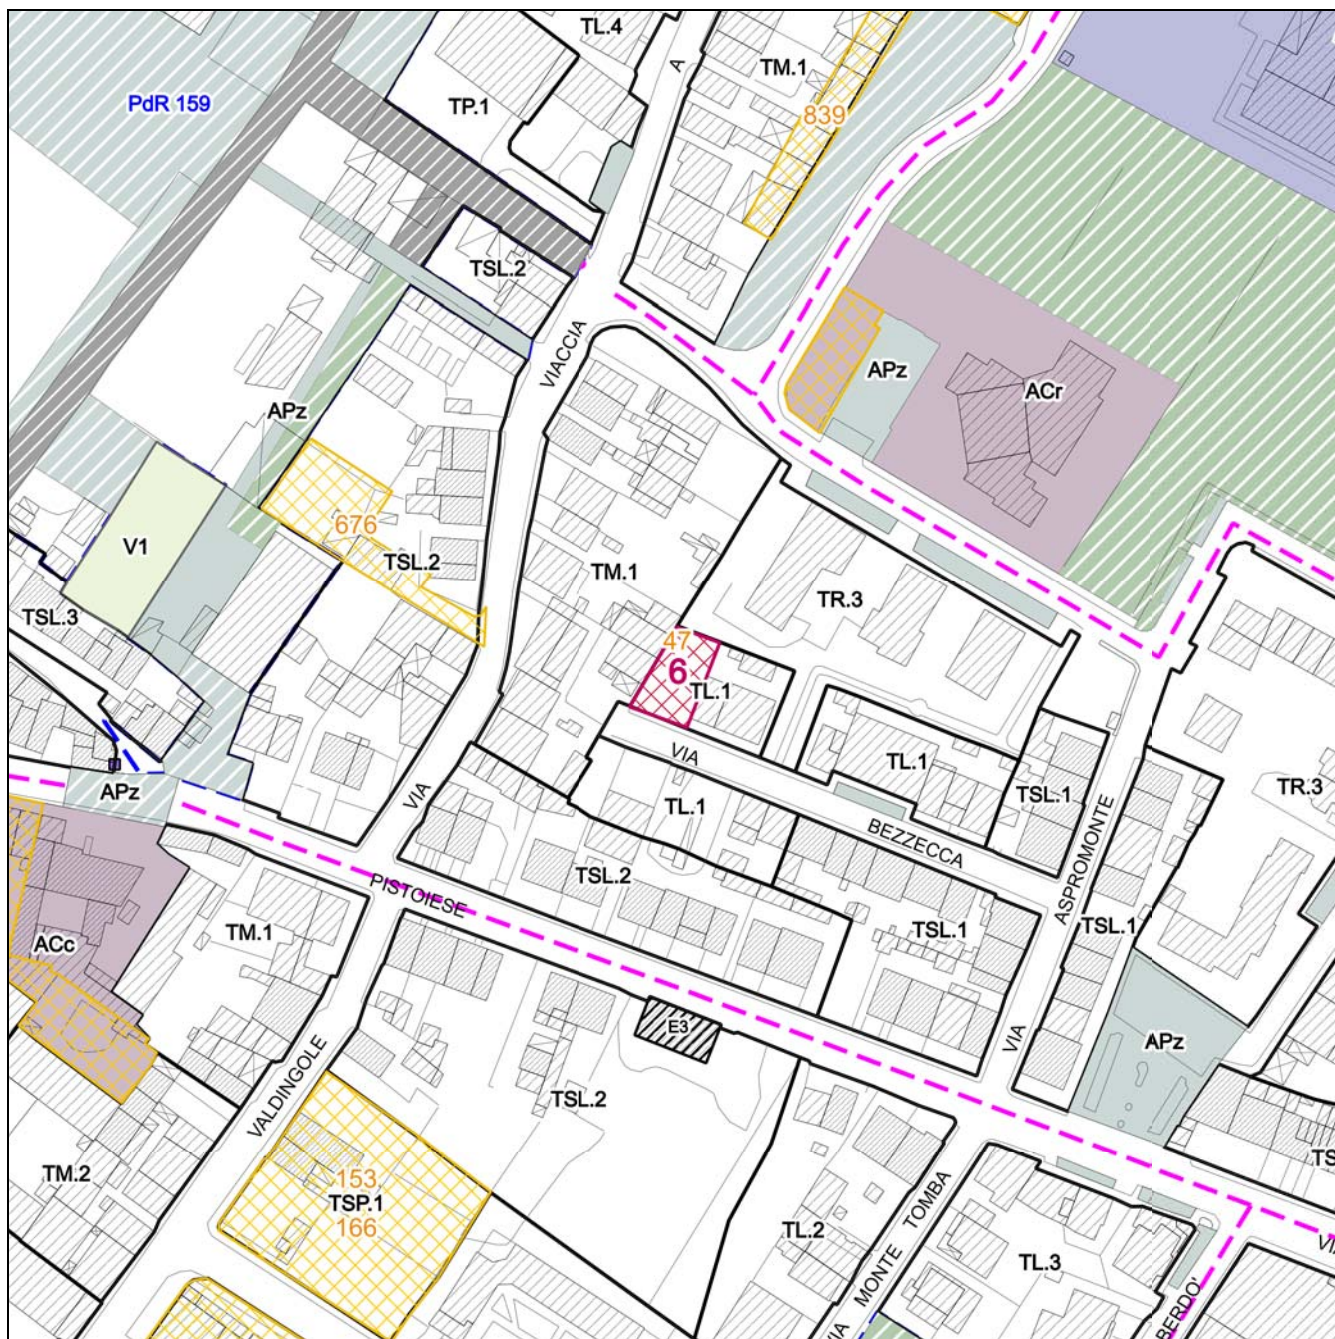 TL.4
A
TM.1
PdR 159
TP.1
839
TSL.2
VIACCIA
APz
ACr
APz
676
V1
TSL.2
TM.1
TSL.3
TR.3
47
6
TL.1
VIA
TL.1
TR.3
APz
VIA
TL.1
TSL.1
BEZZECCA
ASPROMONTE
PISTOIESE
TSL.2
TM.1
TSL.1
TSL.1
ACc
E3
VIA
APz
VALDINGOLE
TSL.2
TM.2
153
TSP.1
166
TS
MONTE TOMBA
TL.2
TL.3
VIA
VIA
BERDO'